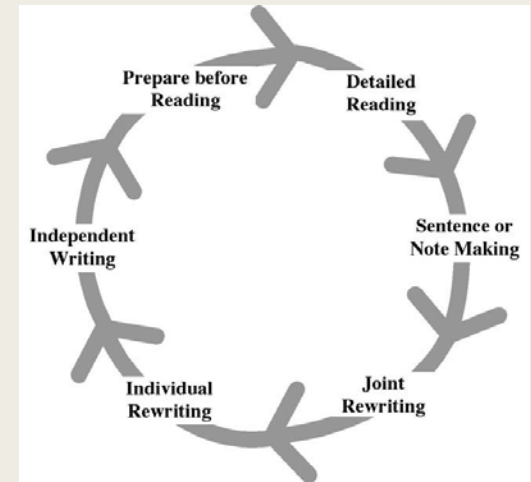 Prepare before
Reading
Detailed
Reading
Sentence or
Note Making
Joint
Rewriting
Individual
Rewriting
Independent
Writing